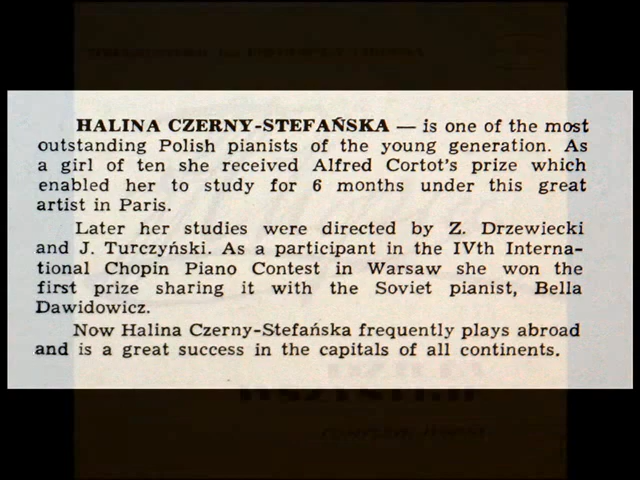 HALINA CZERNY-STEFAŃSKA — is one of the most
outstanding Polish pianists of the young generation. As
a girl of ten she received Alfred Cortot's prize which
enabled her to study for 6 months under this great
artist in Paris.
Later her studies were directed by Z. Drzewiecki
and J. Turczyński. As a participant in the IVth Interna-
tional Chopin Piano Contest in Warsaw she won the
first prize sharing it with the Soviet pianist, Bella
Dawidowicz.
Now Halina Czerny-Stefańska frequently plays abroad
and is a great success in the capitals of all continents.